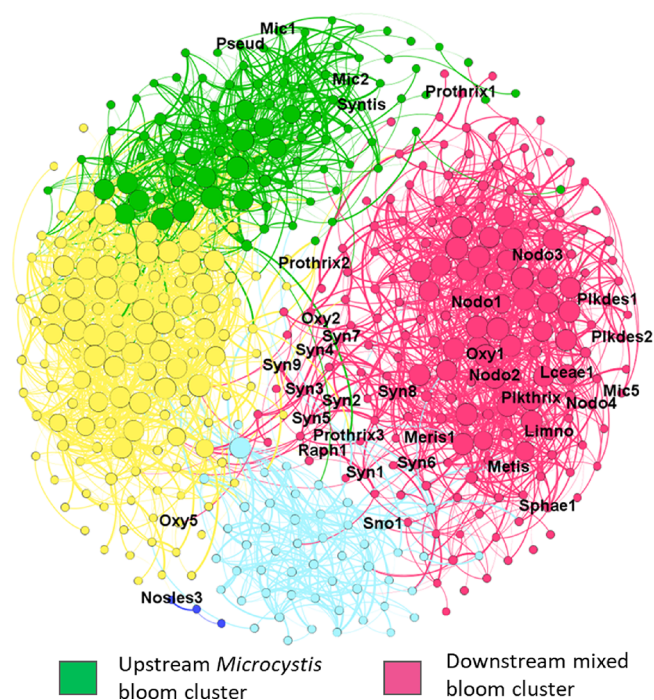 Mic1
Pseud
Mic2
Prothrix1
Syntis
Nodo3
Prothrix2
Plkdes1
Nodo1
Oxy2
Syn7
Plkdes2
Syn4
Oxy1
Syn9
Lceae1
Nodo2
Syn3
Syn8
Mic5
Plkthrix
Syn2
Nodo4
Syn5
Limno
Prothrix3
Meris1
Raph1
Syn6
Metis
Syn1
Sphae1
Oxy5
Sno1
Nosles3
Upstream Microcystis
bloom cluster
Downstream mixed
bloom cluster